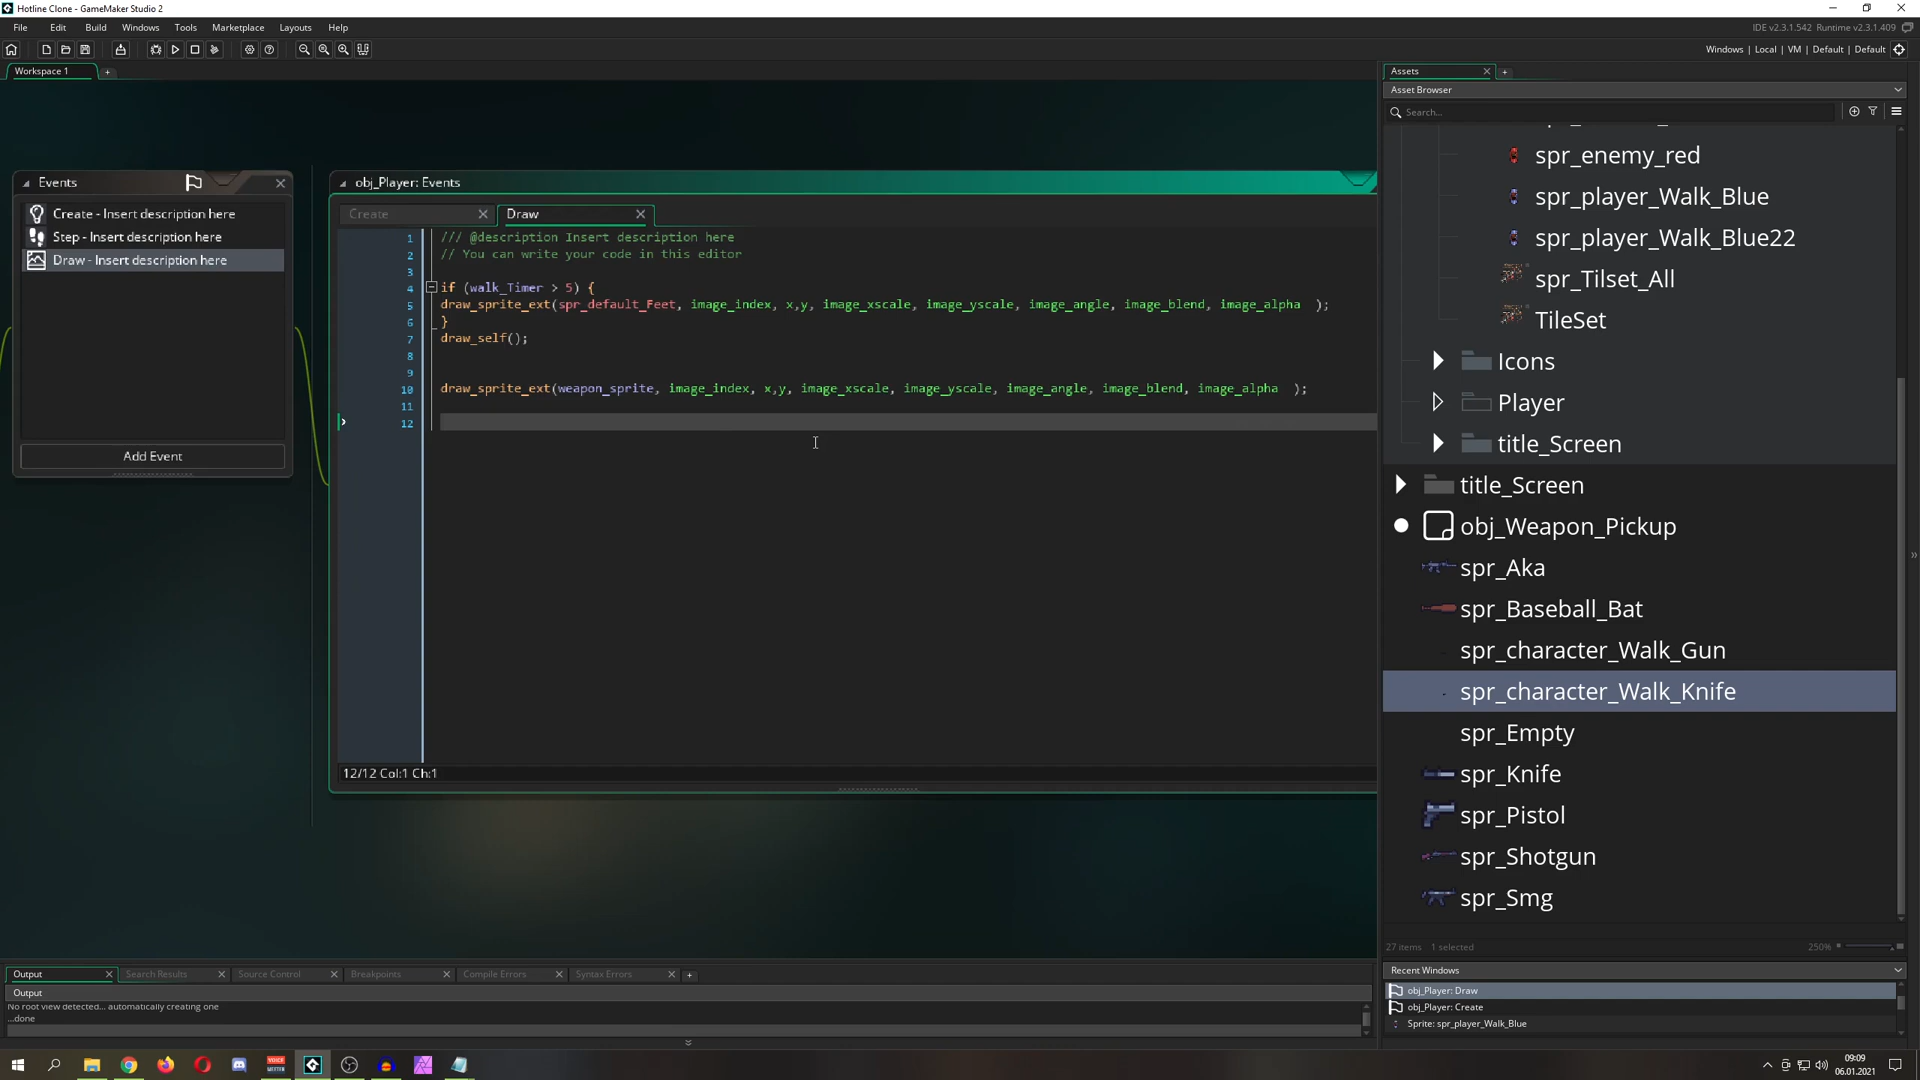 Hotline Clone - GameMaker Studio 2
File Edit Build Windows Tools Marketplace Layouts Help
IDE v2.3.1.542 Runtime v2.3.1.409
Windows | Local | VM | Default | Default
Workspace 1
Assets
Asset Browser
Search...
spr_enemy_red
spr_player_Walk_Blue
spr_player_Walk_Blue22
spr_Tilset_All
TileSet
Icons
Player
title_Screen
title_Screen
obj_Weapon_Pickup
spr_Aka
spr_Baseball_Bat
spr_character_Walk_Gun
spr_character_Walk_Knife
spr_Empty
spr_Knife
spr_Pistol
spr_Shotgun
spr_Smg
27 items 1 selected
250%
Recent Windows
obj_Player: Draw
obj_Player: Create
Sprite: spr_player_Walk_Blue
Events
Create - Insert description here
Step - Insert description here
Draw - Insert description here
Add Event
obj_Player: Events
Create
Draw
1 /// @description Insert description here
2 // You can write your code in this editor
3
4 if (walk_Timer > 5) {
5 draw_sprite_ext(spr_default_Feet, image_index, x,y, image_xscale, image_yscale, image_angle, image_blend, image_alpha );
6 }
7 draw_self();
8
9
10 draw_sprite_ext(weapon_sprite, image_index, x,y, image_xscale, image_yscale, image_angle, image_blend, image_alpha );
11
12
12/12 Col:1 Ch:1
Output Search Results Source Control Breakpoints Compile Errors Syntax Errors
Output
No root view detected... automatically creating one
...done
VOICE
09:09
06.01.2021